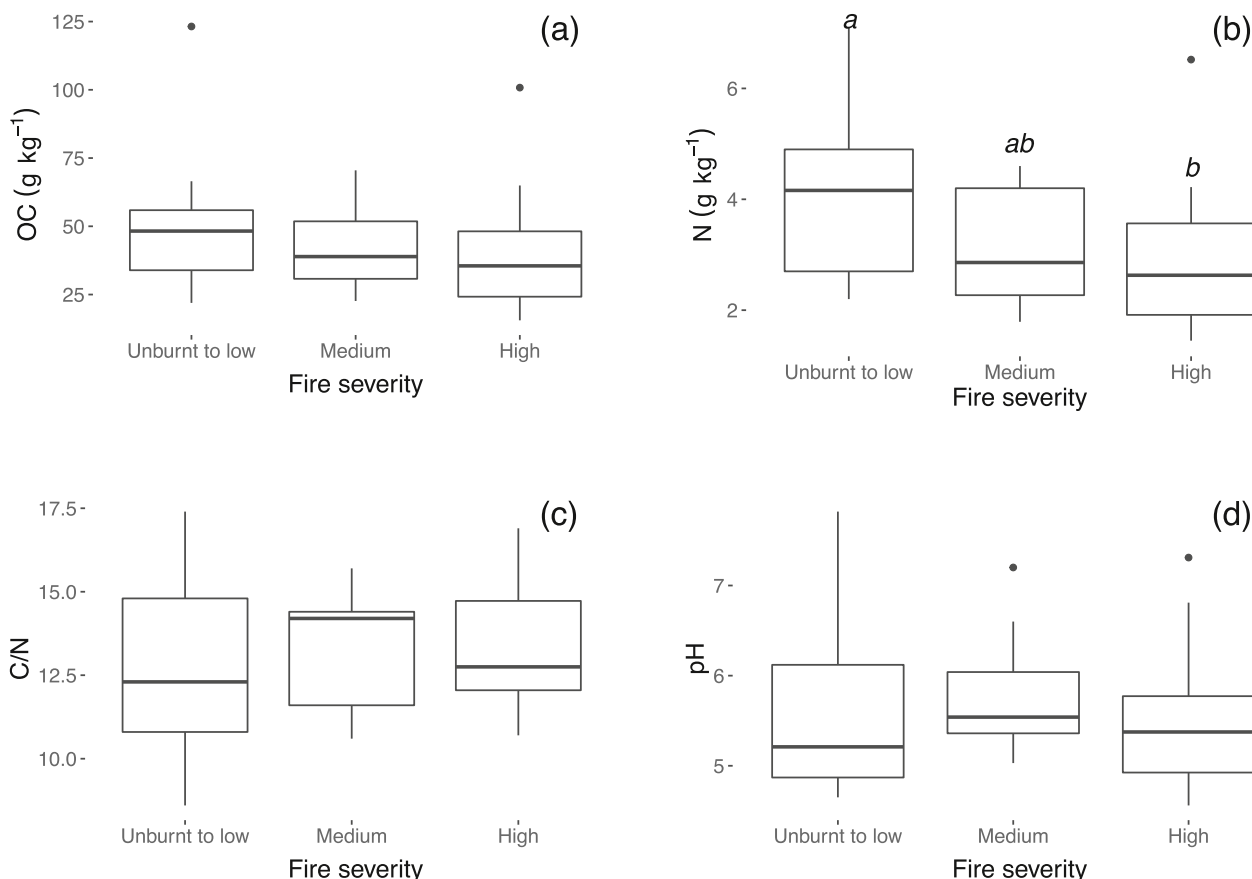 (a)
OC (g kg⁻¹)
125
100
75
50
25
Unburnt to low Medium High
Fire severity
(b)
N (g kg⁻¹)
6
4
2
a
ab
b
Unburnt to low Medium High
Fire severity
(c)
C/N
17.5
15.0
12.5
10.0
Unburnt to low Medium High
Fire severity
(d)
pH
7
6
5
Unburnt to low Medium High
Fire severity